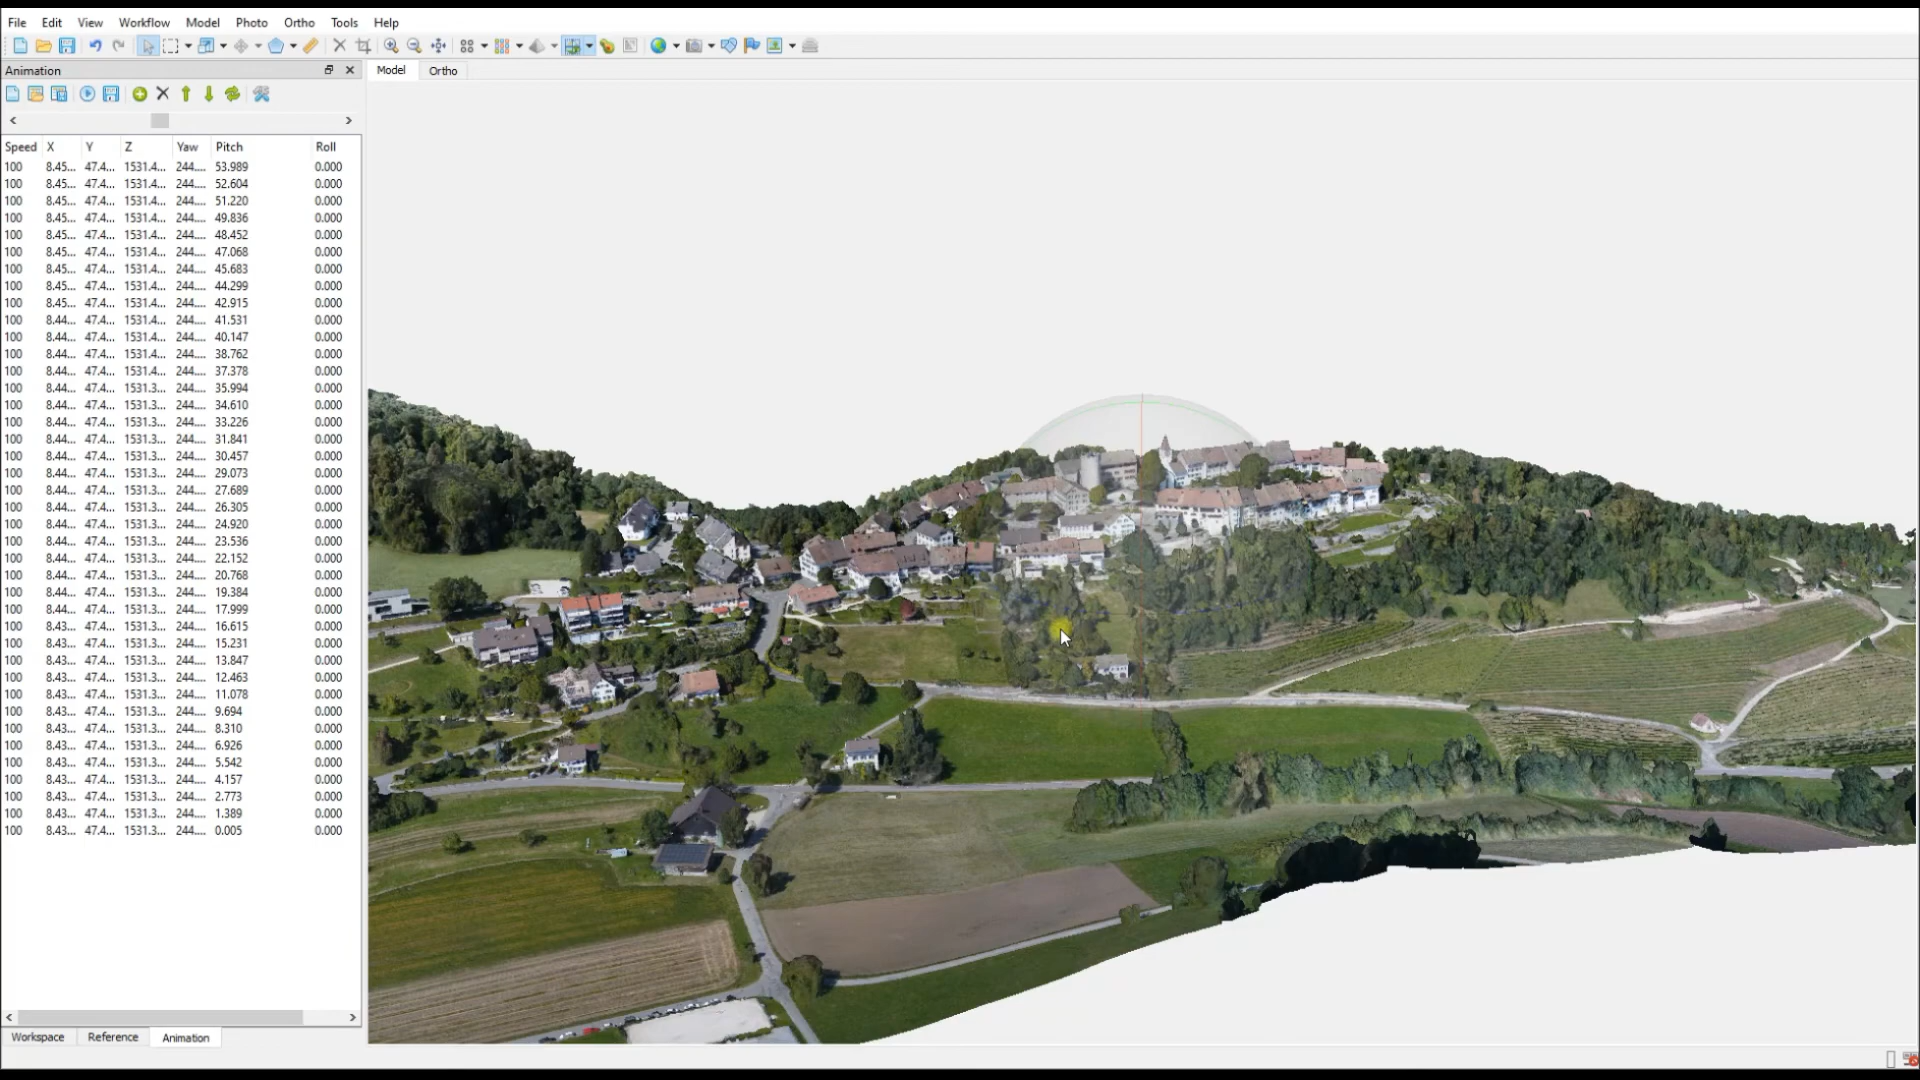 File Edit View Workflow Model Photo Ortho Tools Help
Animation
Model Ortho
Speed X Y Z Yaw Pitch Roll
100 8.45... 47.4... 1531.4... 244.... 53.989 0.000
100 8.45... 47.4... 1531.4... 244.... 52.604 0.000
100 8.45... 47.4... 1531.4... 244.... 51.220 0.000
100 8.45... 47.4... 1531.4... 244.... 49.836 0.000
100 8.45... 47.4... 1531.4... 244.... 48.452 0.000
100 8.45... 47.4... 1531.4... 244.... 47.068 0.000
100 8.45... 47.4... 1531.4... 244.... 45.683 0.000
100 8.45... 47.4... 1531.4... 244.... 44.299 0.000
100 8.45... 47.4... 1531.4... 244.... 42.915 0.000
100 8.44... 47.4... 1531.4... 244.... 41.531 0.000
100 8.44... 47.4... 1531.4... 244.... 40.147 0.000
100 8.44... 47.4... 1531.4... 244.... 38.762 0.000
100 8.44... 47.4... 1531.4... 244.... 37.378 0.000
100 8.44... 47.4... 1531.3... 244.... 35.994 0.000
100 8.44... 47.4... 1531.3... 244.... 34.610 0.000
100 8.44... 47.4... 1531.3... 244.... 33.226 0.000
100 8.44... 47.4... 1531.3... 244.... 31.841 0.000
100 8.44... 47.4... 1531.3... 244.... 30.457 0.000
100 8.44... 47.4... 1531.3... 244.... 29.073 0.000
100 8.44... 47.4... 1531.3... 244.... 27.689 0.000
100 8.44... 47.4... 1531.3... 244.... 26.305 0.000
100 8.44... 47.4... 1531.3... 244.... 24.920 0.000
100 8.44... 47.4... 1531.3... 244.... 23.536 0.000
100 8.44... 47.4... 1531.3... 244.... 22.152 0.000
100 8.44... 47.4... 1531.3... 244.... 20.768 0.000
100 8.44... 47.4... 1531.3... 244.... 19.384 0.000
100 8.44... 47.4... 1531.3... 244.... 17.999 0.000
100 8.43... 47.4... 1531.3... 244.... 16.615 0.000
100 8.43... 47.4... 1531.3... 244.... 15.231 0.000
100 8.43... 47.4... 1531.3... 244.... 13.847 0.000
100 8.43... 47.4... 1531.3... 244.... 12.463 0.000
100 8.43... 47.4... 1531.3... 244.... 11.078 0.000
100 8.43... 47.4... 1531.3... 244.... 9.694 0.000
100 8.43... 47.4... 1531.3... 244.... 8.310 0.000
100 8.43... 47.4... 1531.3... 244.... 6.926 0.000
100 8.43... 47.4... 1531.3... 244.... 5.542 0.000
100 8.43... 47.4... 1531.3... 244.... 4.157 0.000
100 8.43... 47.4... 1531.3... 244.... 2.773 0.000
100 8.43... 47.4... 1531.3... 244.... 1.389 0.000
100 8.43... 47.4... 1531.3... 244.... 0.005 0.000
Workspace Reference Animation